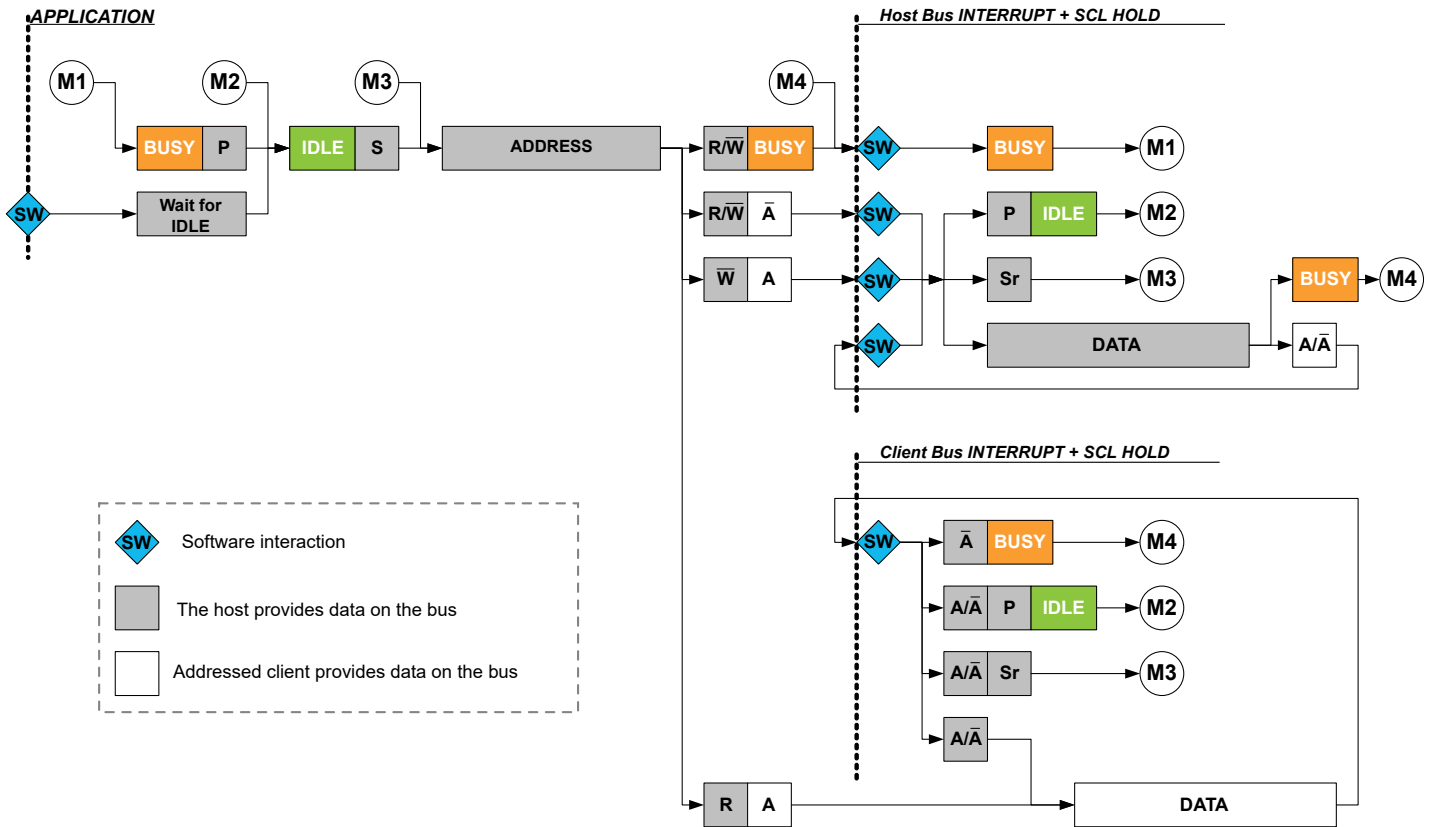 APPLICATION
Host Bus INTERRUPT + SCL HOLD
M1
M2
M3
M4
BUSY P
IDLE S
ADDRESS
R/W̅ BUSY
SW
BUSY
M1
SW
Wait for
IDLE
R/W̅ A̅
SW
P IDLE
M2
W̅ A
SW
Sr
M3
BUSY
M4
SW
DATA
A/A̅
Client Bus INTERRUPT + SCL HOLD
SW
A̅ BUSY
M4
A/A̅ P IDLE
M2
A/A̅ Sr
M3
A/A̅
R A
DATA
SW Software interaction
The host provides data on the bus
Addressed client provides data on the bus